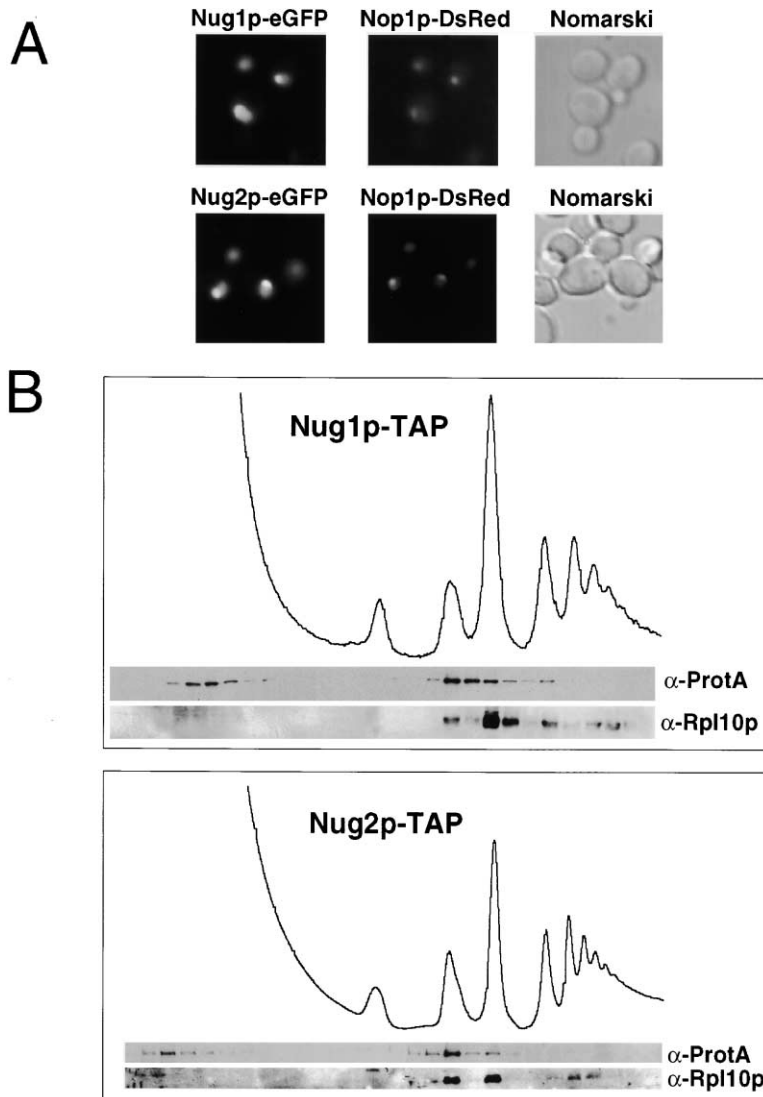 A
Nug1p-eGFP Nop1p-DsRed Nomarski
Nug2p-eGFP Nop1p-DsRed Nomarski
B
Nug1p-TAP
α-ProtA
α-Rpl10p
Nug2p-TAP
α-ProtA
α-Rpl10p